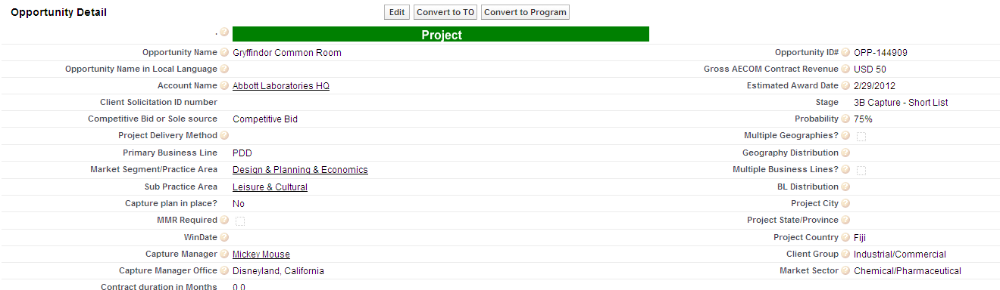 Opportunity Detail Edit Convert to TO Convert to Program
. Project
Opportunity Name Gryffindor Common Room Opportunity ID# OPP-144909
Opportunity Name in Local Language Gross AECOM Contract Revenue USD 50
Account Name Abbott Laboratories HQ Estimated Award Date 2/29/2012
Client Solicitation ID number Stage 3B Capture - Short List
Competitive Bid or Sole source Competitive Bid Probability 75%
Project Delivery Method Multiple Geographies?
Primary Business Line PDD Geography Distribution
Market Segment/Practice Area Design & Planning & Economics Multiple Business Lines?
Sub Practice Area Leisure & Cultural BL Distribution
Capture plan in place? No Project City
MMR Required Project State/Province
WinDate Project Country Fiji
Capture Manager Mickey Mouse Client Group Industrial/Commercial
Capture Manager Office Disneyland, California Market Sector Chemical/Pharmaceutical
Contract duration in Months 0.0